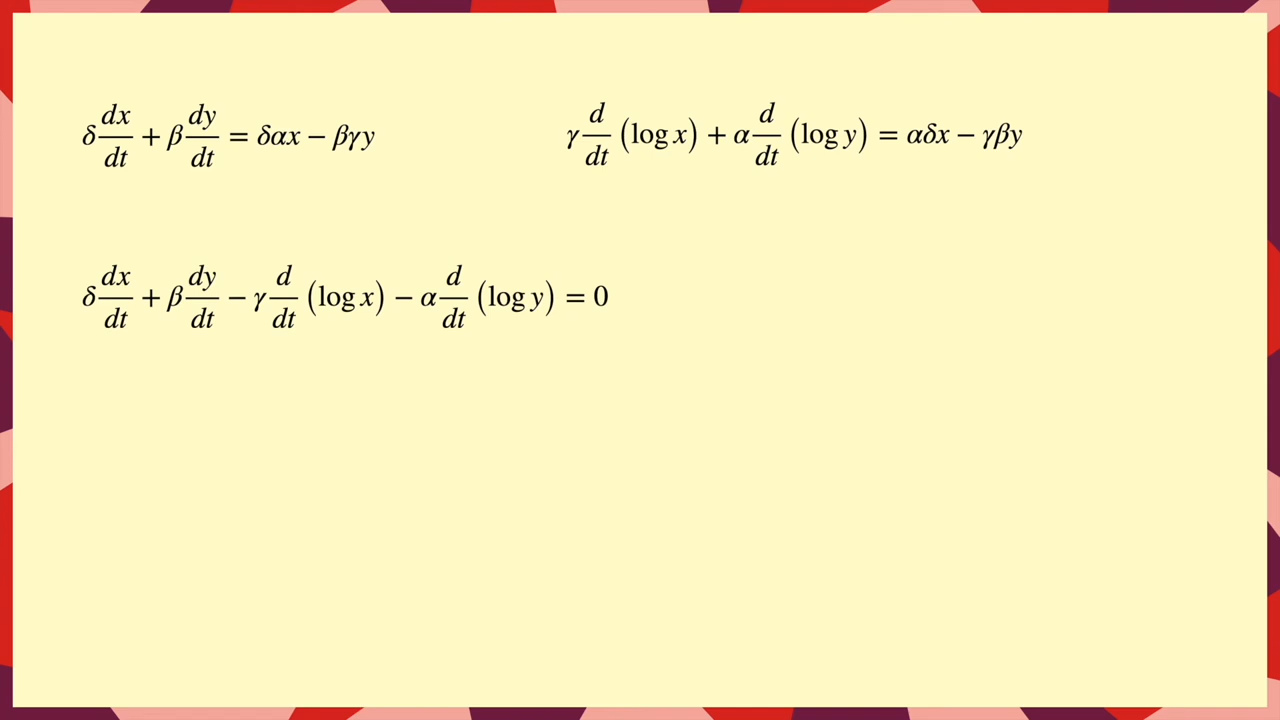 δ dx/dt + β dy/dt = δαx − βγy
γ d/dt (log x) + α d/dt (log y) = αδx − γβy
δ dx/dt + β dy/dt − γ d/dt (log x) − α d/dt (log y) = 0